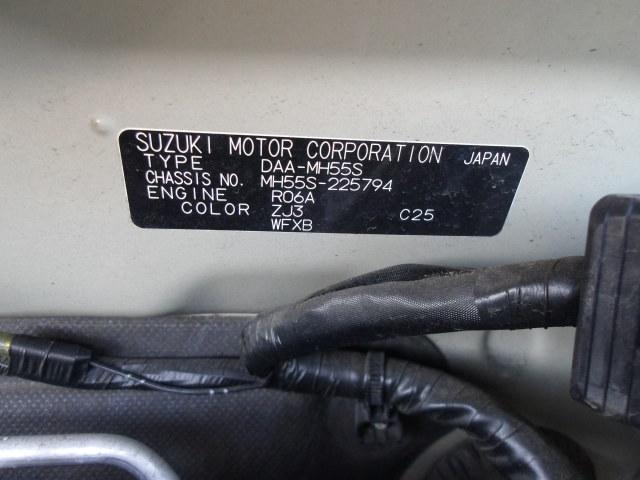 SUZUKI MOTOR CORPORATION JAPAN
TYPE DAA-MH55S
CHASSIS NO. MH55S-225794
ENGINE R06A
COLOR ZJ3 C25
WFXB